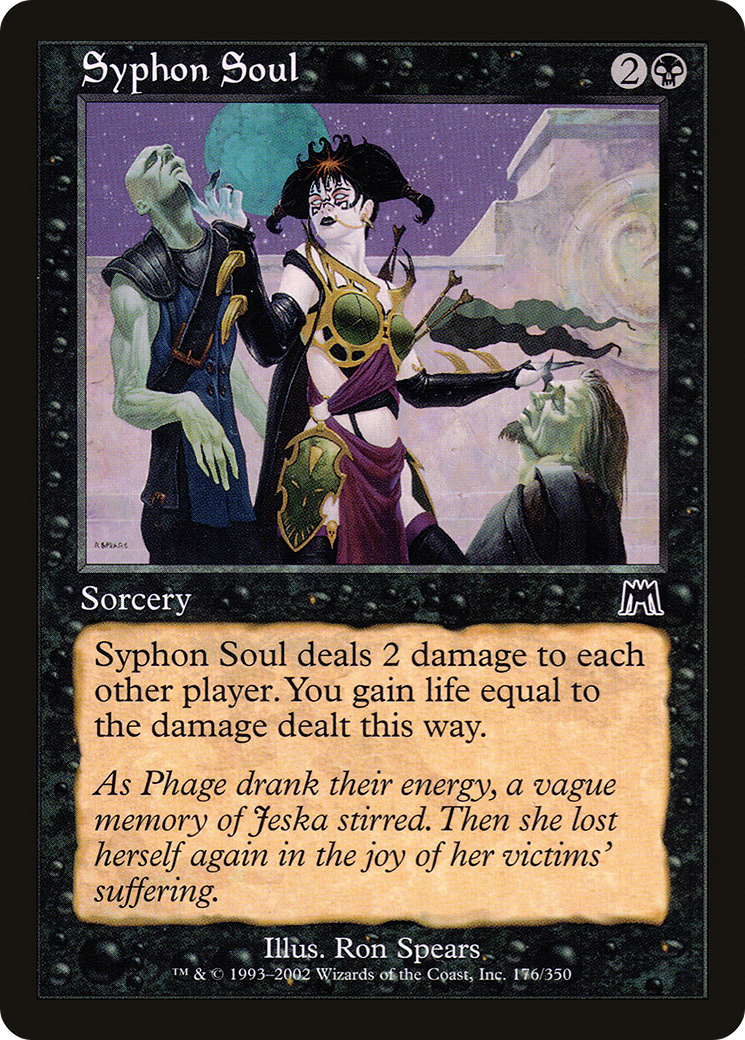 Syphon Soul
2
R SPEARS
Sorcery
Syphon Soul deals 2 damage to each
other player. You gain life equal to
the damage dealt this way.
As Phage drank their energy, a vague
memory of Jeska stirred. Then she lost
herself again in the joy of her victims’
suffering.
Illus. Ron Spears
™ & © 1993–2002 Wizards of the Coast, Inc. 176/350